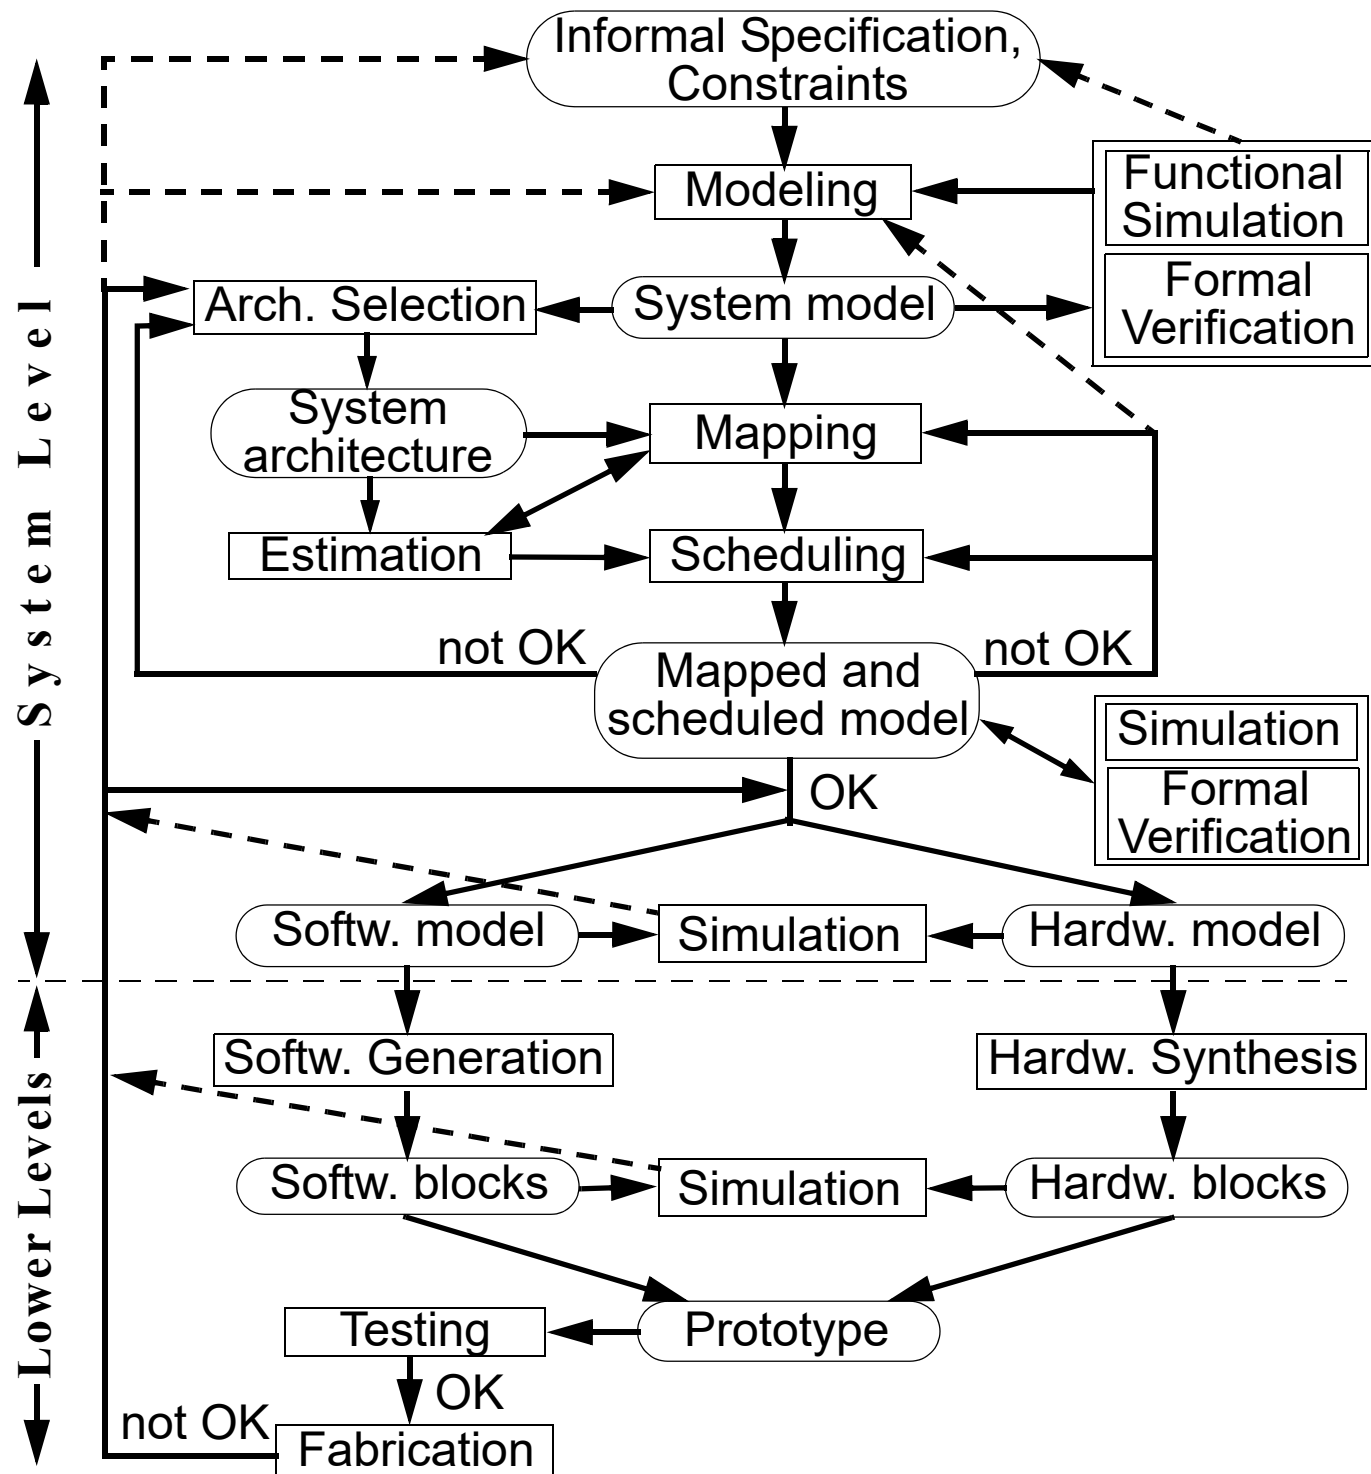 Informal Specification,
Constraints
Modeling
Functional
Simulation
Arch. Selection
System model
Formal
Verification
System
architecture
Mapping
Estimation
Scheduling
not OK
not OK
Mapped and
scheduled model
Simulation
Formal
Verification
OK
Softw. model
Simulation
Hardw. model
System Level
Softw. Generation
Hardw. Synthesis
Softw. blocks
Simulation
Hardw. blocks
Testing
Prototype
OK
not OK
Fabrication
Lower Levels